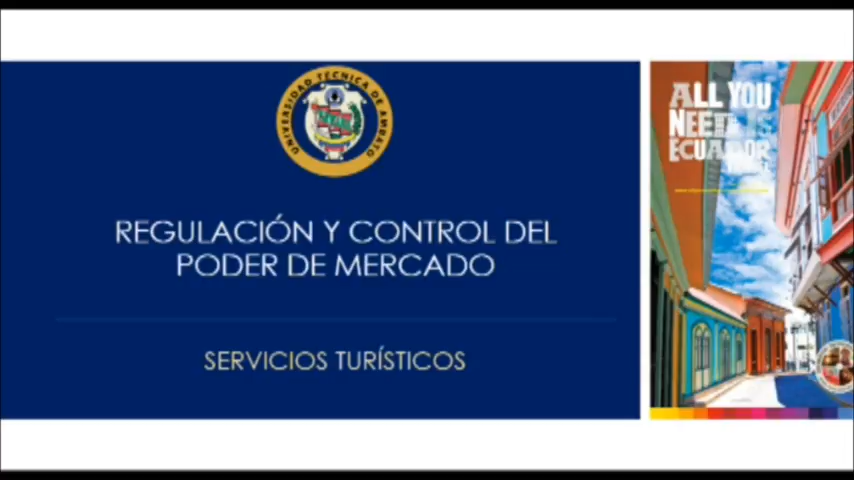 UNIVERSIDAD TÉCNICA DE AMBATO
REGULACIÓN Y CONTROL DEL
PODER DE MERCADO
SERVICIOS TURÍSTICOS
ALL YOU
NEED IS
ECUADOR